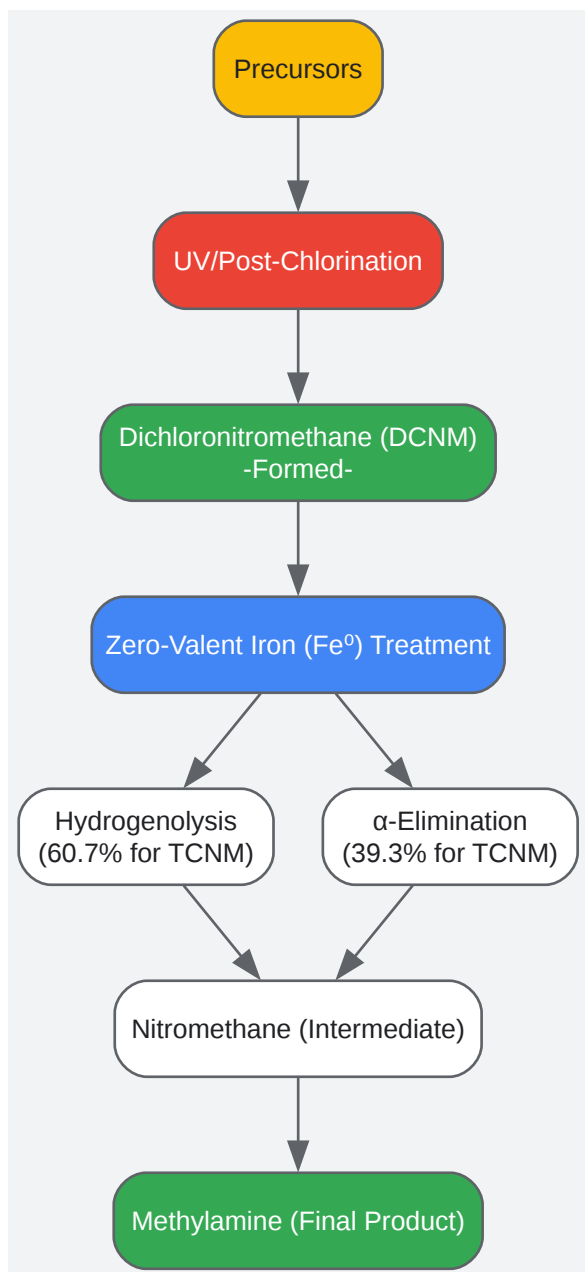 Precursors
UV/Post-Chlorination
Dichloronitromethane (DCNM)
-Formed-
Zero-Valent Iron (Fe⁰) Treatment
Hydrogenolysis
(60.7% for TCNM)
α-Elimination
(39.3% for TCNM)
Nitromethane (Intermediate)
Methylamine (Final Product)